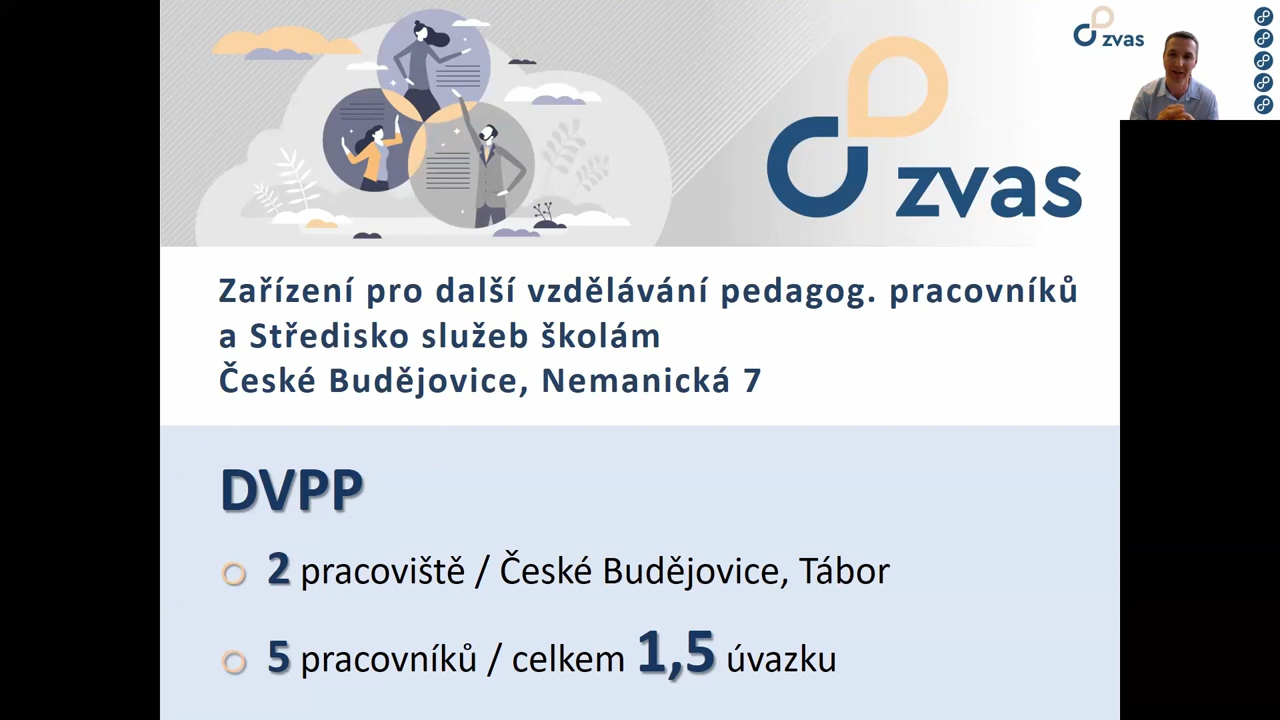 zvas
zvas
Zařízení pro další vzdělávání pedagog. pracovníků
a Středisko služeb školám
České Budějovice, Nemanická 7
DVPP
2 pracoviště / České Budějovice, Tábor
5 pracovníků / celkem 1,5 úvazku